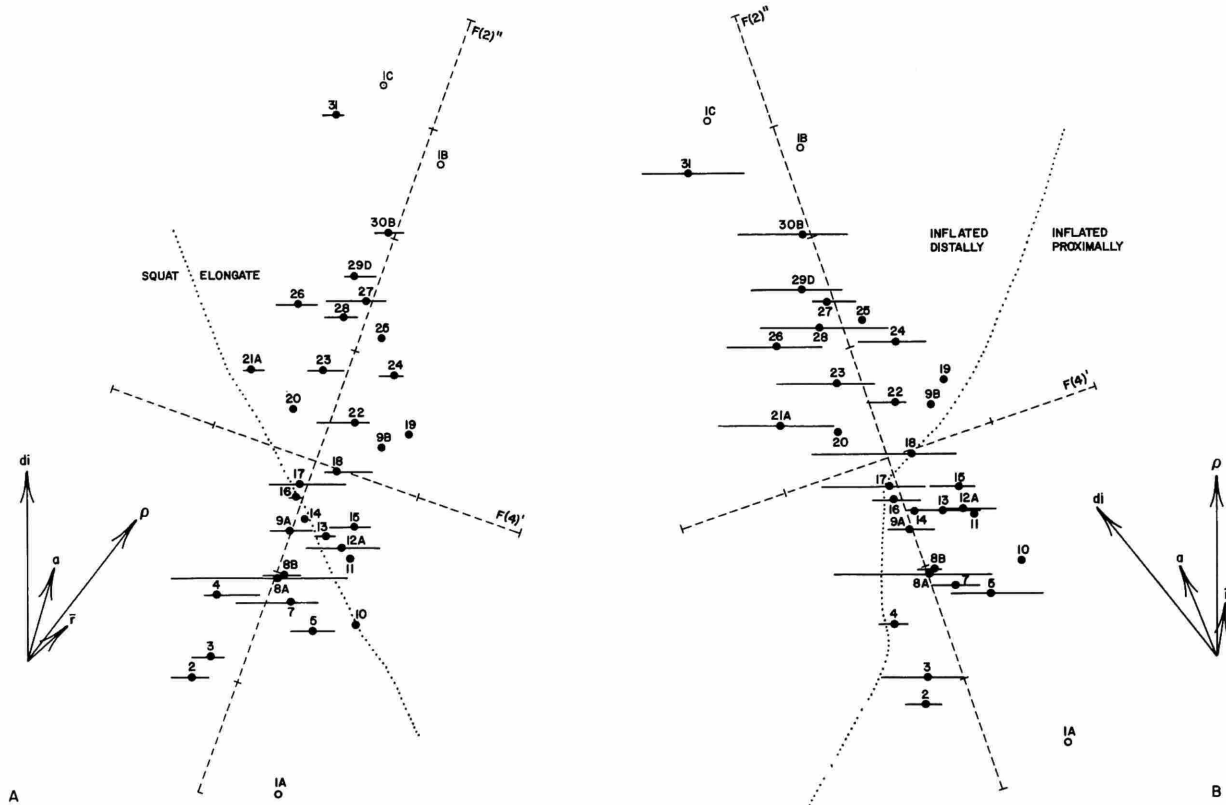 F(2)"
1C
31
1B
30B
SQUAT ELONGATE
29D
26
27
28
25
21A
23
24
20
22
19
9B
18
17
16
14
15
9A
13
12A
11
8B
8A
4
7
5
10
3
2
1A
F(4)'
di
ρ
a
r̄
A
F(2)"
1C
1B
31
30B
INFLATED DISTALLY
INFLATED PROXIMALLY
29D
27
25
28
26
24
23
19
22
9B
21A
20
18
F(4)'
17
15
16
13
12A
14
11
9A
8B
10
8A
7
5
4
3
2
1A
di
ρ
a
B